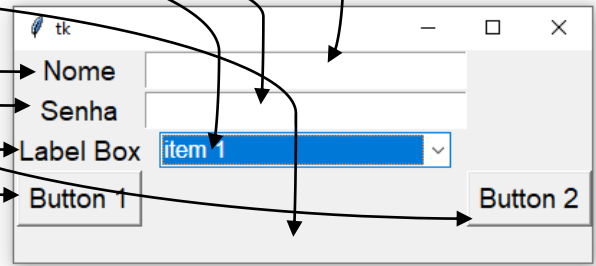 tk
Nome
Senha
Label Box item 1
Button 1 Button 2